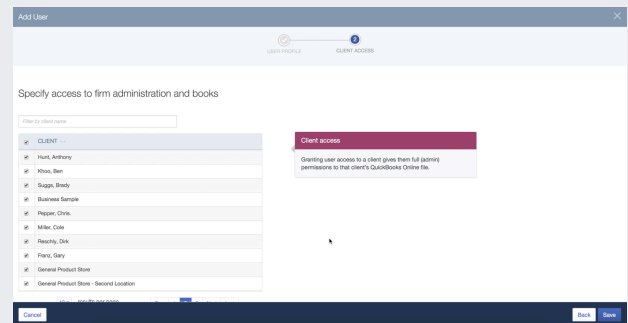 Add User
2
USER PROFILE
CLIENT ACCESS
Specify access to firm administration and books
Filter by client name
CLIENT
Hunt, Anthony
Khoo, Ben
Suggs, Brady
Business Sample
Pepper, Chris.
Miller, Cole
Reschly, Dirk
Franz, Gary
General Product Store
General Product Store - Second Location
Client access
Granting user access to a client gives them full (admin)
permissions to that client's QuickBooks Online file.
results per page
Cancel
Back Save